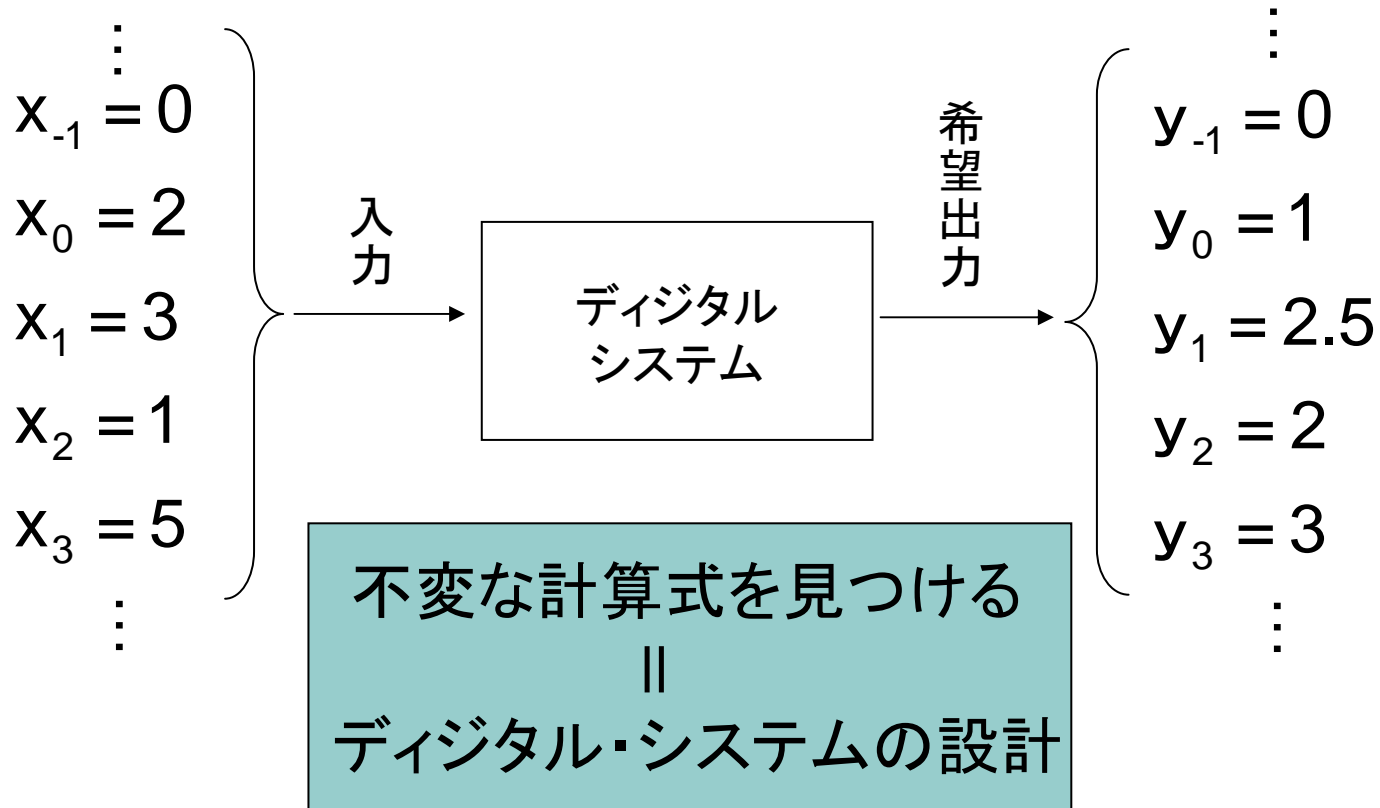 ⋮
x₋₁ = 0
x₀ = 2
x₁ = 3
x₂ = 1
x₃ = 5
⋮
入力
ディジタル
システム
希望出力
⋮
y₋₁ = 0
y₀ = 1
y₁ = 2.5
y₂ = 2
y₃ = 3
⋮
不変な計算式を見つける
||
ディジタル・システムの設計